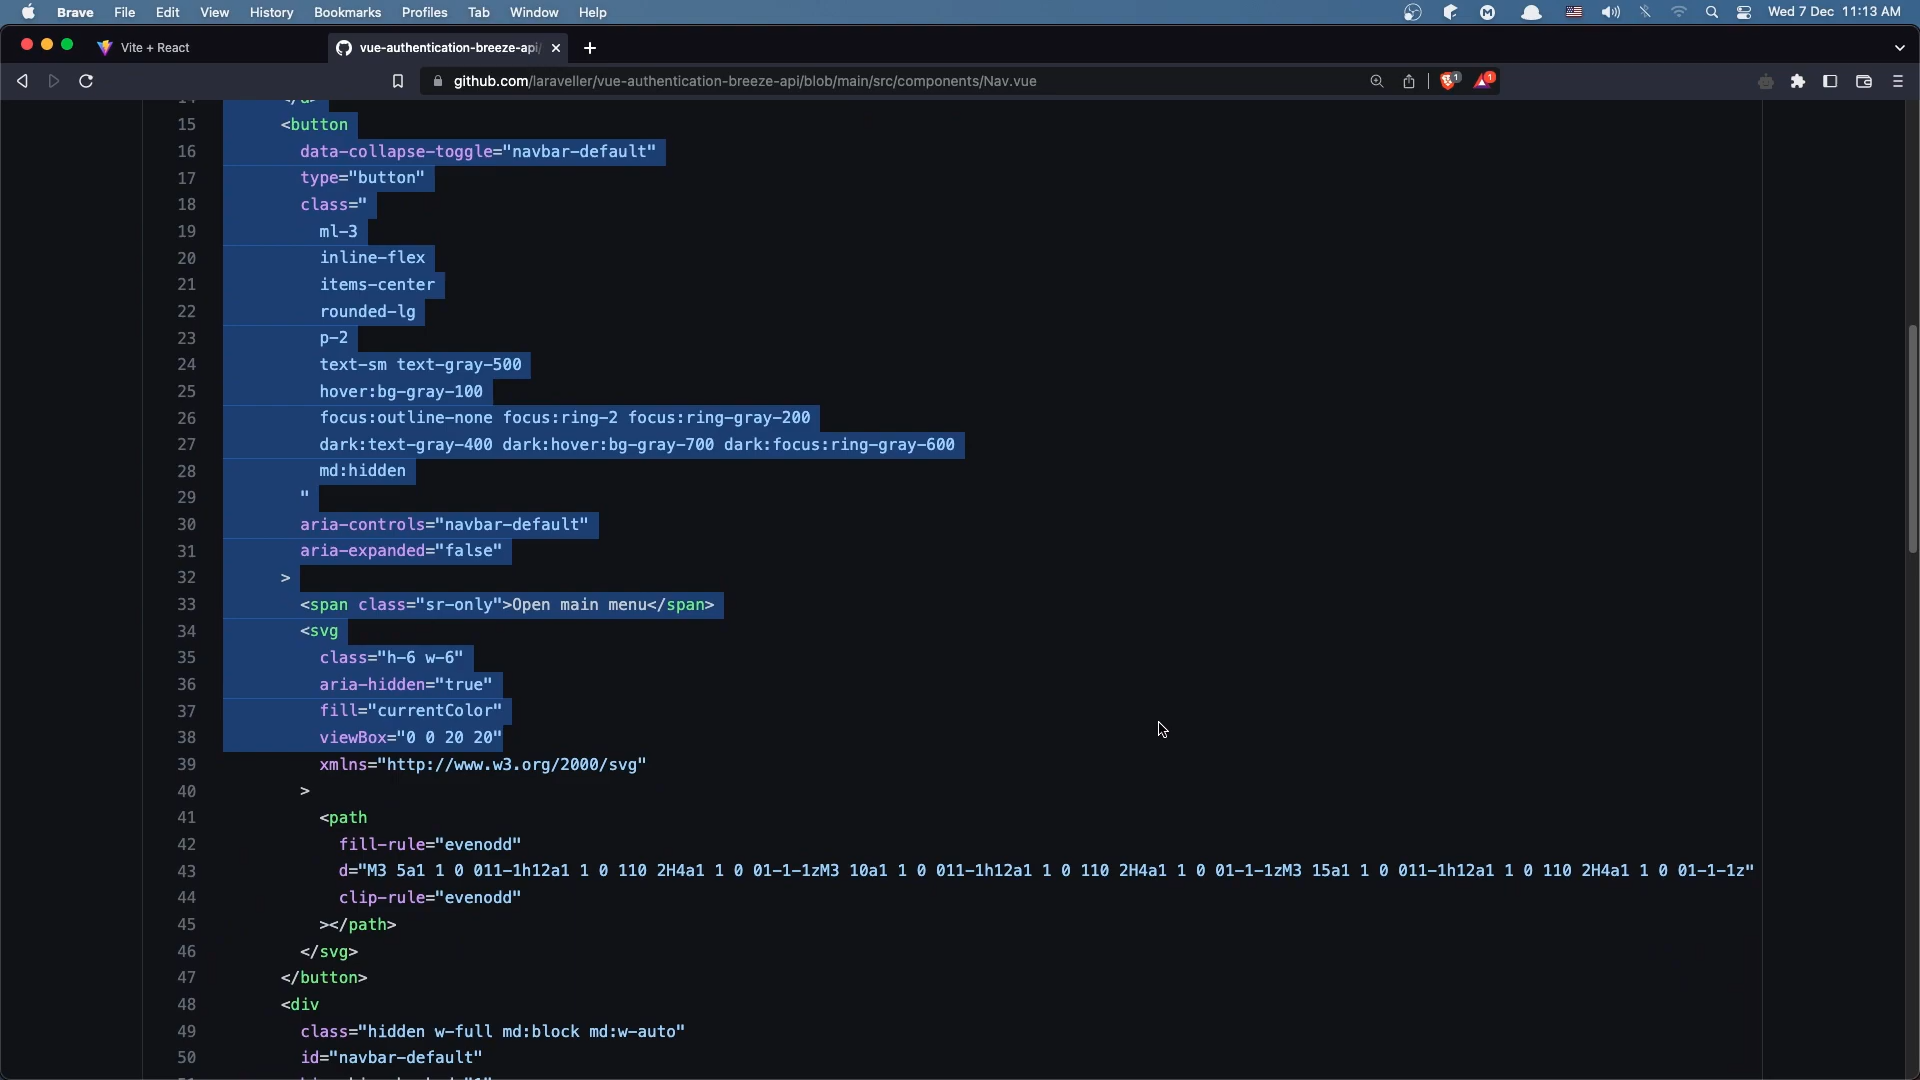 Brave File Edit View History Bookmarks Profiles Tab Window Help Wed 7 Dec 11:13 AM
Vite + React vue-authentication-breeze-api/
github.com/laraveller/vue-authentication-breeze-api/blob/main/src/components/Nav.vue 1 1
15 <button
16 data-collapse-toggle="navbar-default"
17 type="button"
18 class="
19 ml-3
20 inline-flex
21 items-center
22 rounded-lg
23 p-2
24 text-sm text-gray-500
25 hover:bg-gray-100
26 focus:outline-none focus:ring-2 focus:ring-gray-200
27 dark:text-gray-400 dark:hover:bg-gray-700 dark:focus:ring-gray-600
28 md:hidden
29 "
30 aria-controls="navbar-default"
31 aria-expanded="false"
32 >
33 <span class="sr-only">Open main menu</span>
34 <svg
35 class="h-6 w-6"
36 aria-hidden="true"
37 fill="currentColor"
38 viewBox="0 0 20 20"
39 xmlns="http://www.w3.org/2000/svg"
40 >
41 <path
42 fill-rule="evenodd"
43 d="M3 5a1 1 0 011-1h12a1 1 0 110 2H4a1 1 0 01-1-1zM3 10a1 1 0 011-1h12a1 1 0 110 2H4a1 1 0 01-1-1zM3 15a1 1 0 011-1h12a1 1 0 110 2H4a1 1 0 01-1-1z"
44 clip-rule="evenodd"
45 ></path>
46 </svg>
47 </button>
48 <div
49 class="hidden w-full md:block md:w-auto"
50 id="navbar-default"